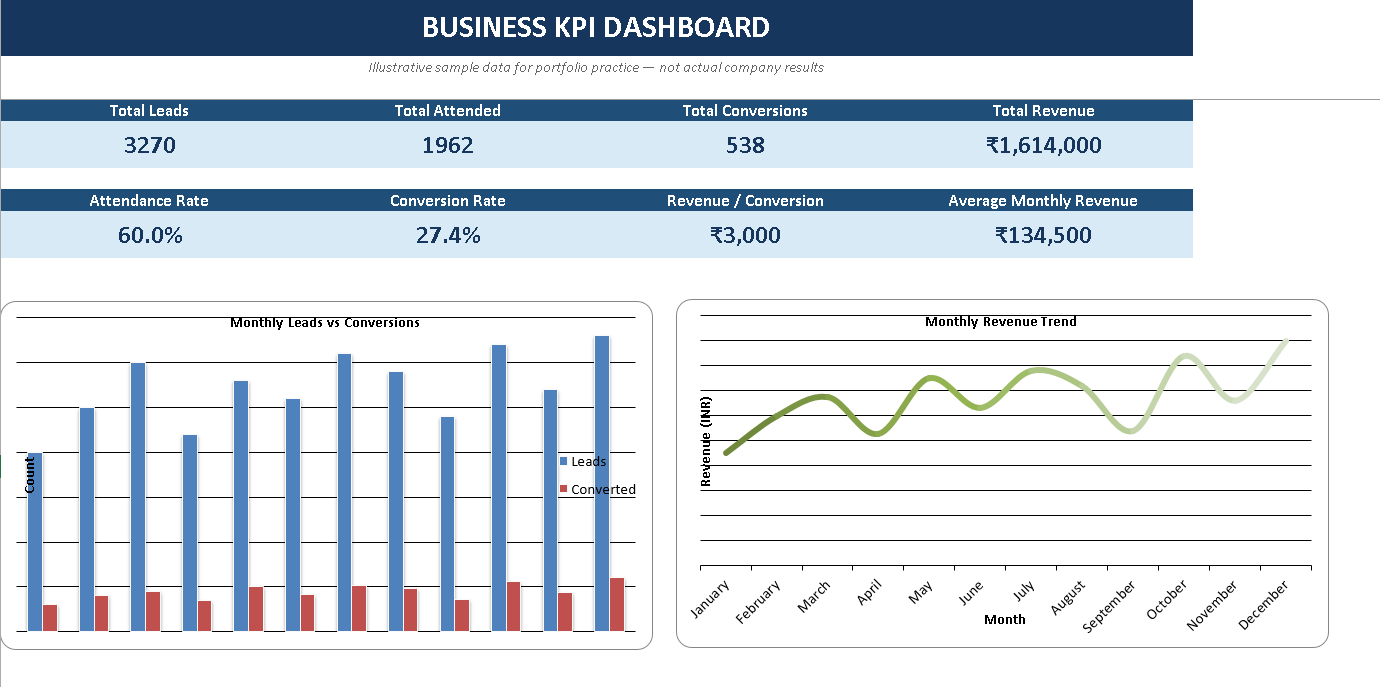 BUSINESS KPI DASHBOARD
Illustrative sample data for portfolio practice — not actual company results
Total Leads Total Attended Total Conversions Total Revenue
3270 1962 538 ₹1,614,000
Attendance Rate Conversion Rate Revenue / Conversion Average Monthly Revenue
60.0% 27.4% ₹3,000 ₹134,500
Monthly Leads vs Conversions
Count
Leads
Converted
Monthly Revenue Trend
Revenue (INR)
January February March April May June July August September October November December
Month